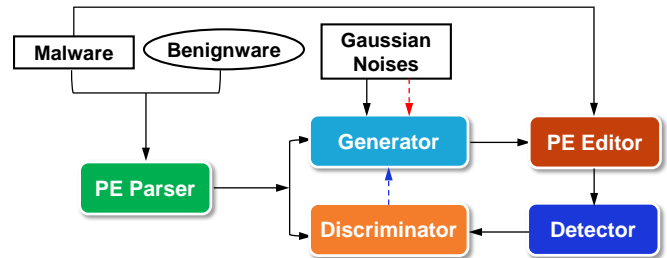 Malware
Benignware
Gaussian
Noises
Generator
PE Editor
PE Parser
Discriminator
Detector